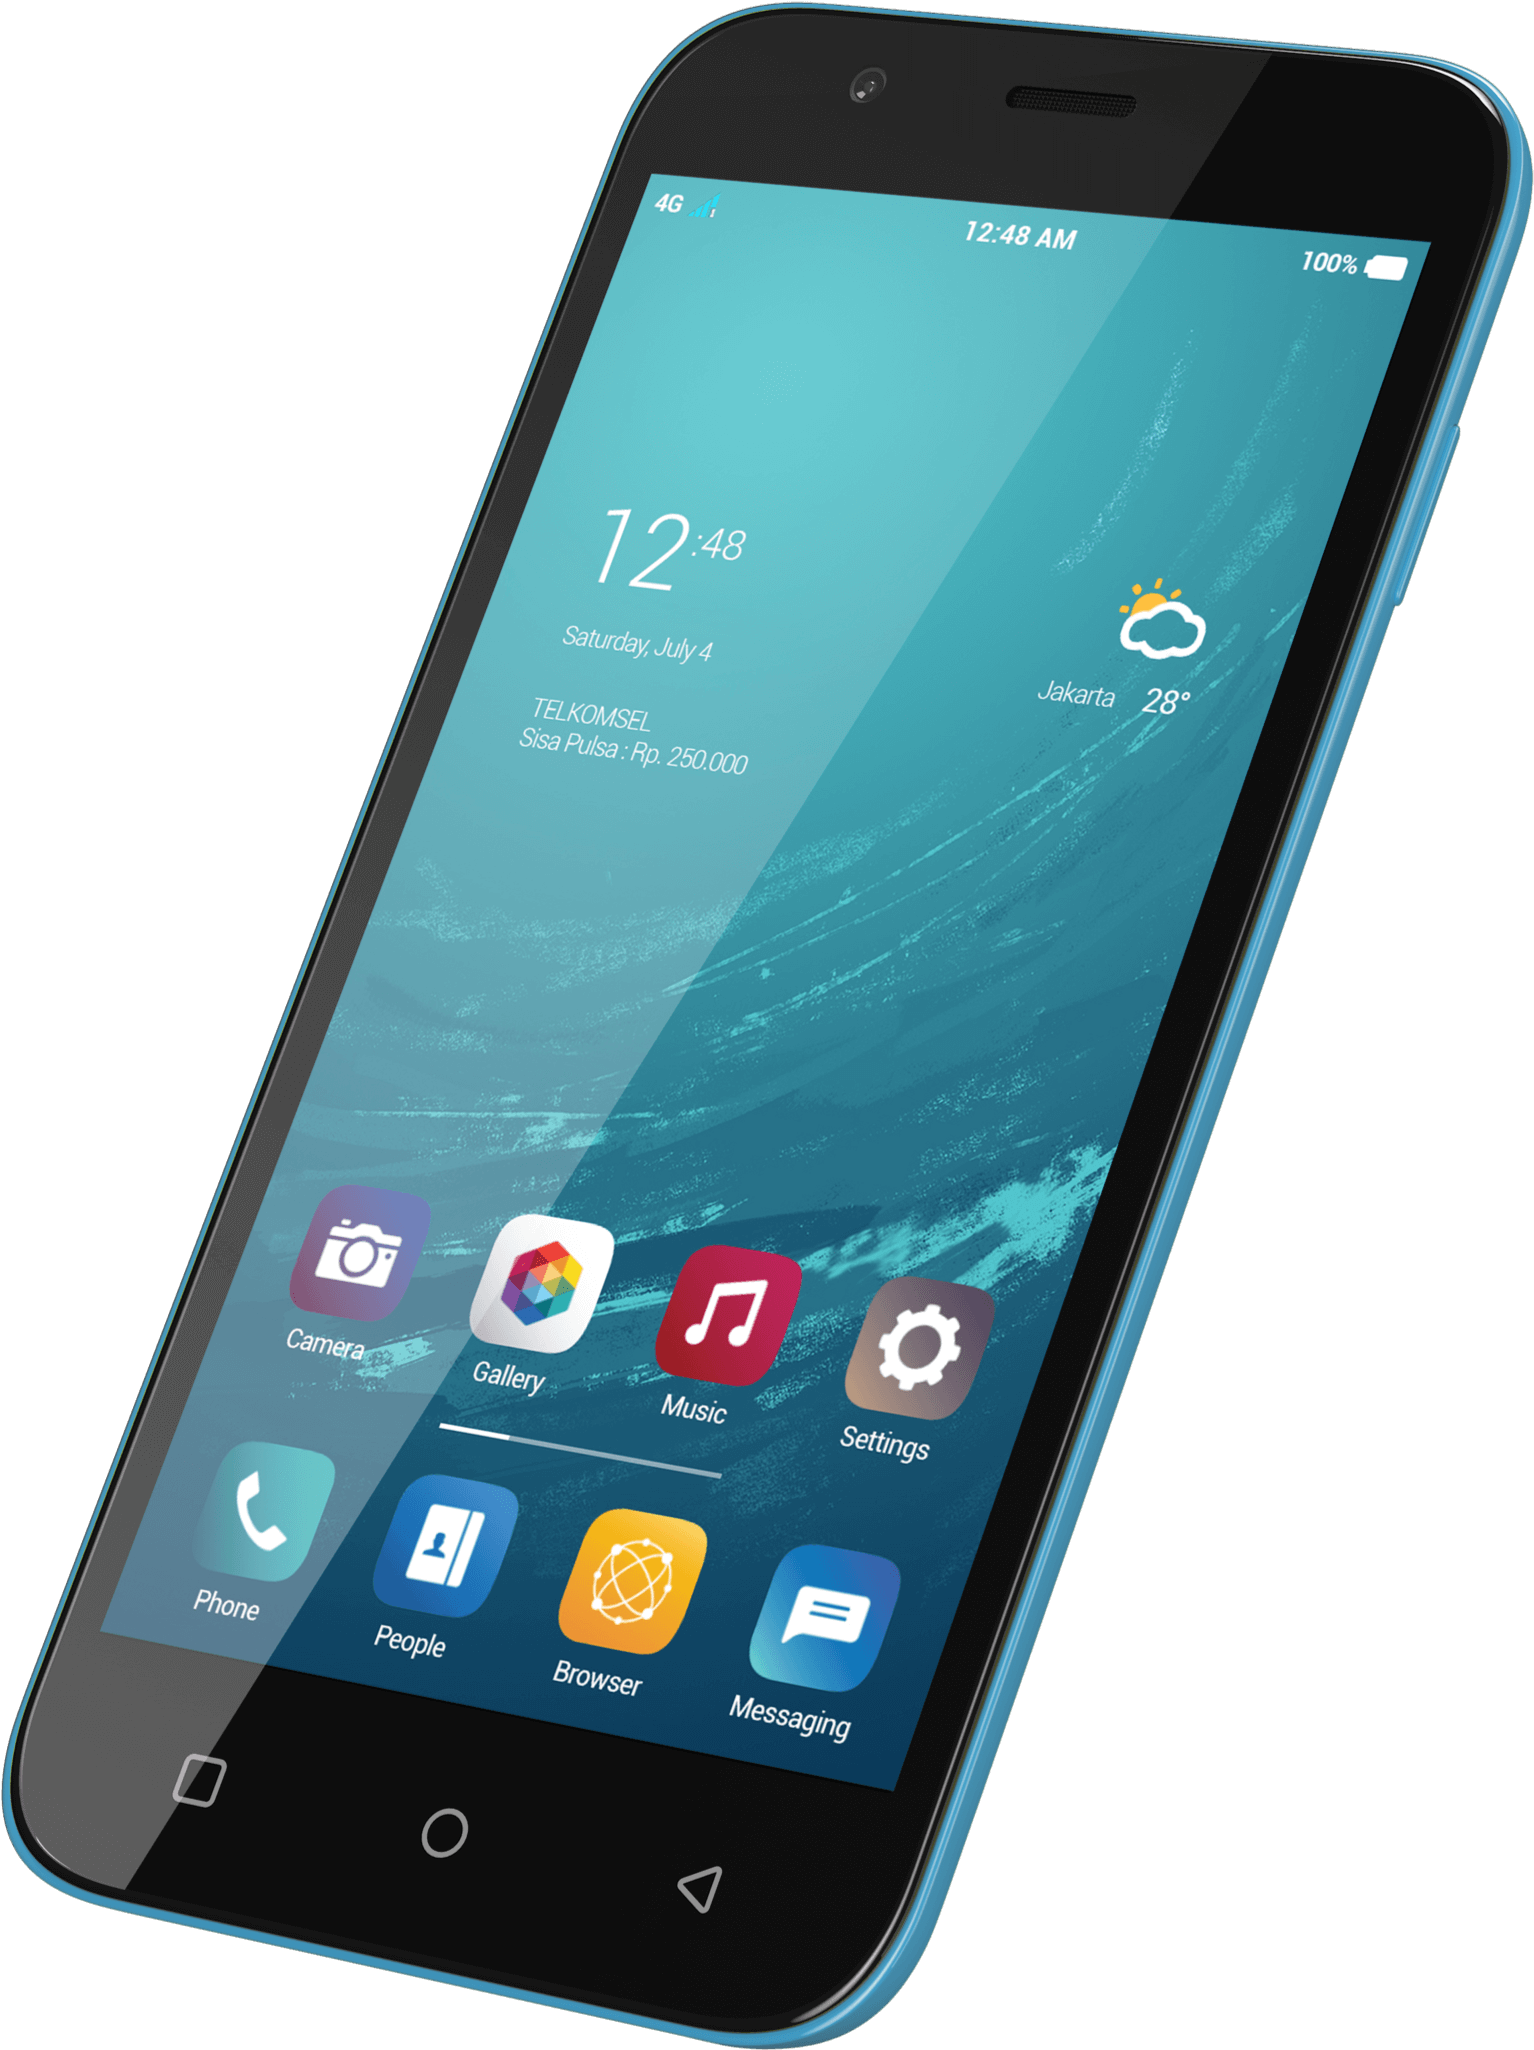 4G
12:48 AM
100%
12:48
Saturday, July 4
TELKOMSEL
Sisa Pulsa : Rp. 250.000
Jakarta 28°
Camera
Gallery
Music
Settings
Phone
People
Browser
Messaging